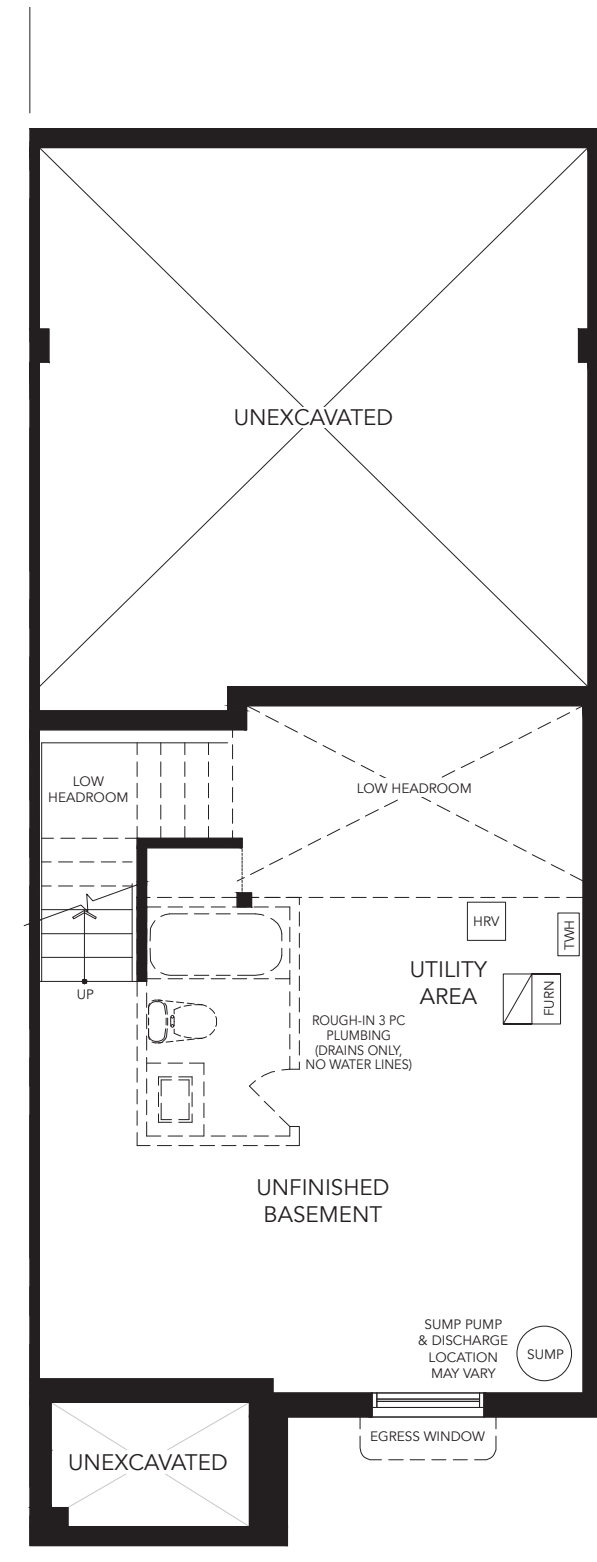 UNEXCAVATED
LOW
HEADROOM
LOW HEADROOM
HRV
TWH
UTILITY
AREA
FURN
UP
ROUGH-IN 3 PC
PLUMBING
(DRAINS ONLY,
NO WATER LINES)
UNFINISHED
BASEMENT
SUMP PUMP
& DISCHARGE
LOCATION
MAY VARY
SUMP
EGRESS WINDOW
UNEXCAVATED